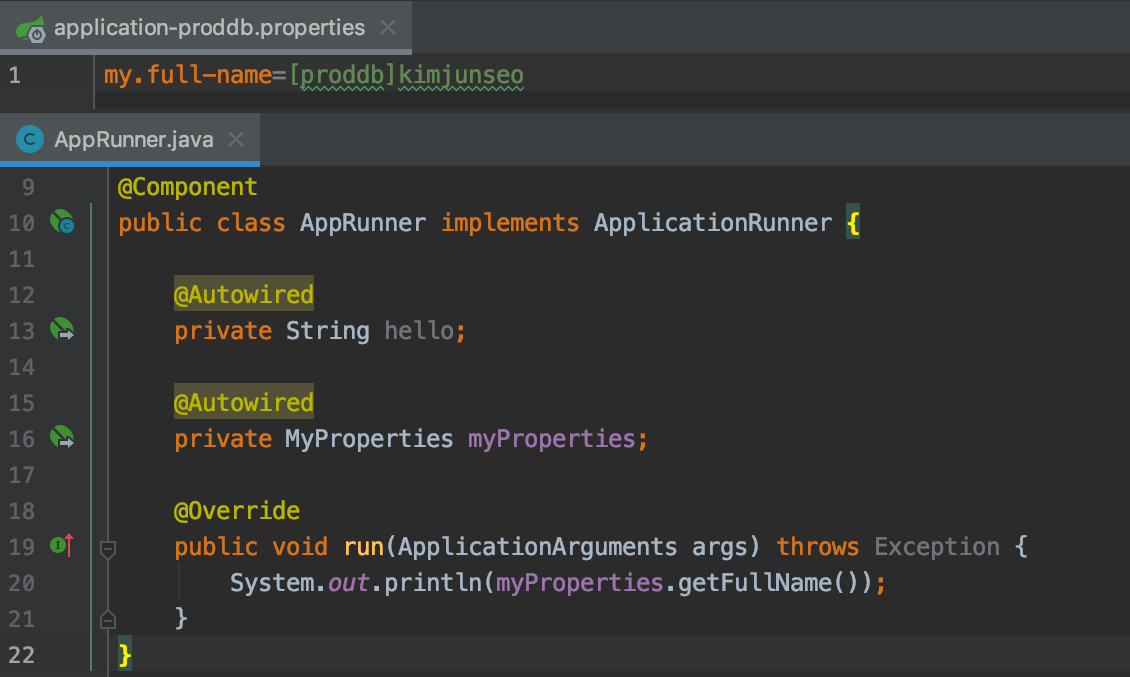 application-proddb.properties
1 my.full-name=[proddb]kimjunseo
AppRunner.java
9 @Component
10 public class AppRunner implements ApplicationRunner {
11
12 @Autowired
13 private String hello;
14
15 @Autowired
16 private MyProperties myProperties;
17
18 @Override
19 public void run(ApplicationArguments args) throws Exception {
20 System.out.println(myProperties.getFullName());
21 }
22 }